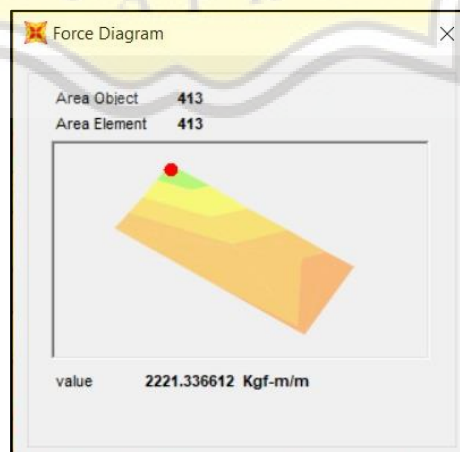 Force Diagram
Area Object 413
Area Element 413
value 2221.336612 Kgf-m/m